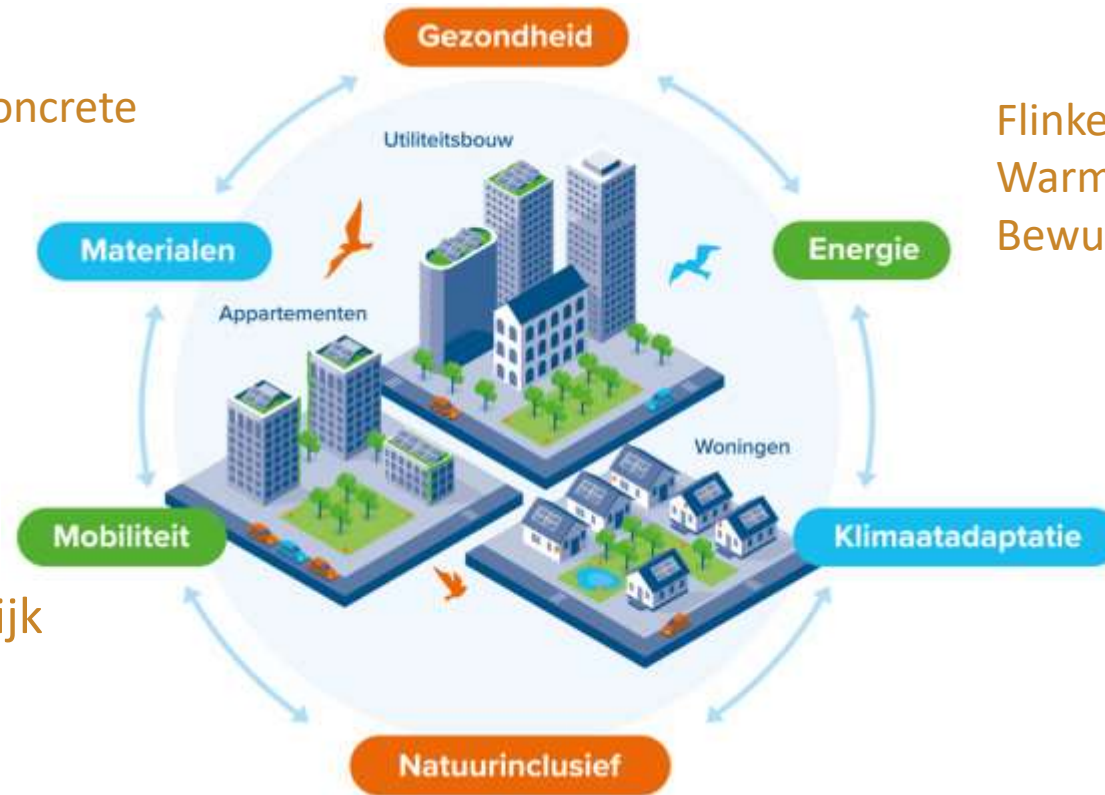 Gezondheid
oncrete
Utiliteitsbouw
Flinke
Warm
Bewu
Materialen
Energie
Appartementen
Woningen
Mobiliteit
Klimaatadaptatie
ijk
Natuurinclusief